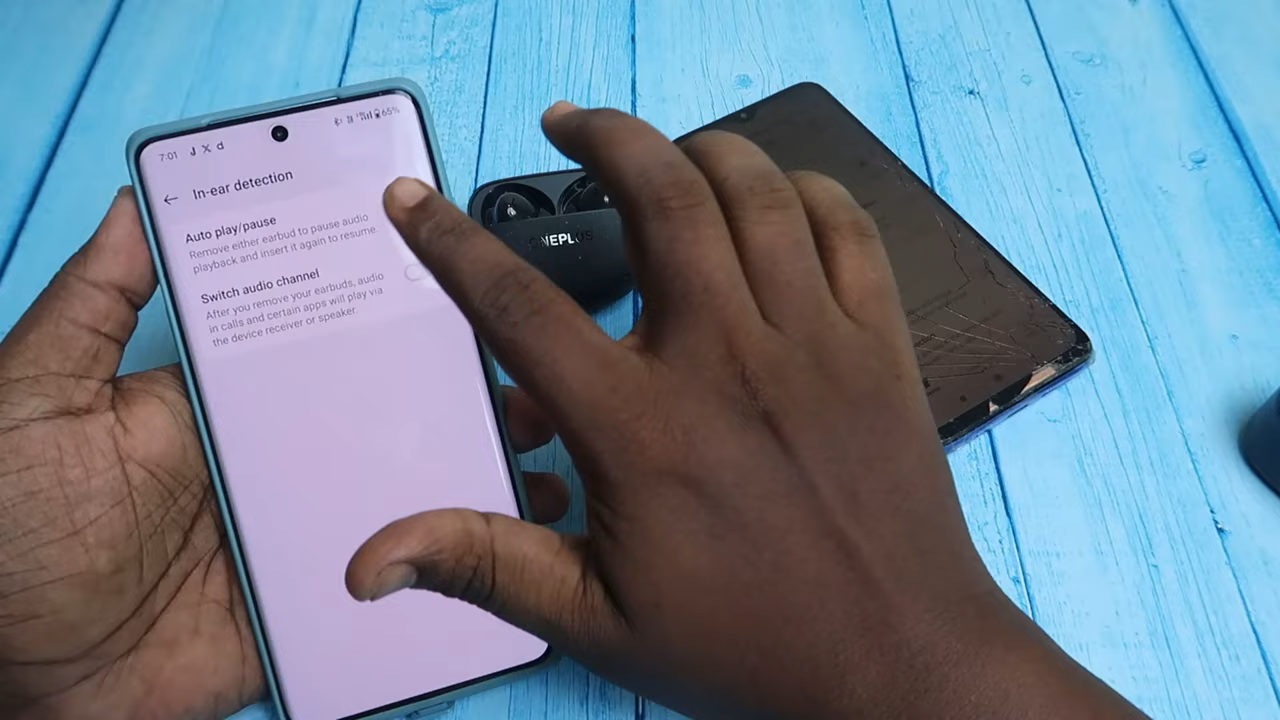 7:01
65%
In-ear detection
Auto play/pause
Remove either earbud to pause audio
playback and insert it again to resume.
Switch audio channel
After you remove your earbuds, audio
in calls and certain apps will play via
the device receiver or speaker.
ONEPLUS